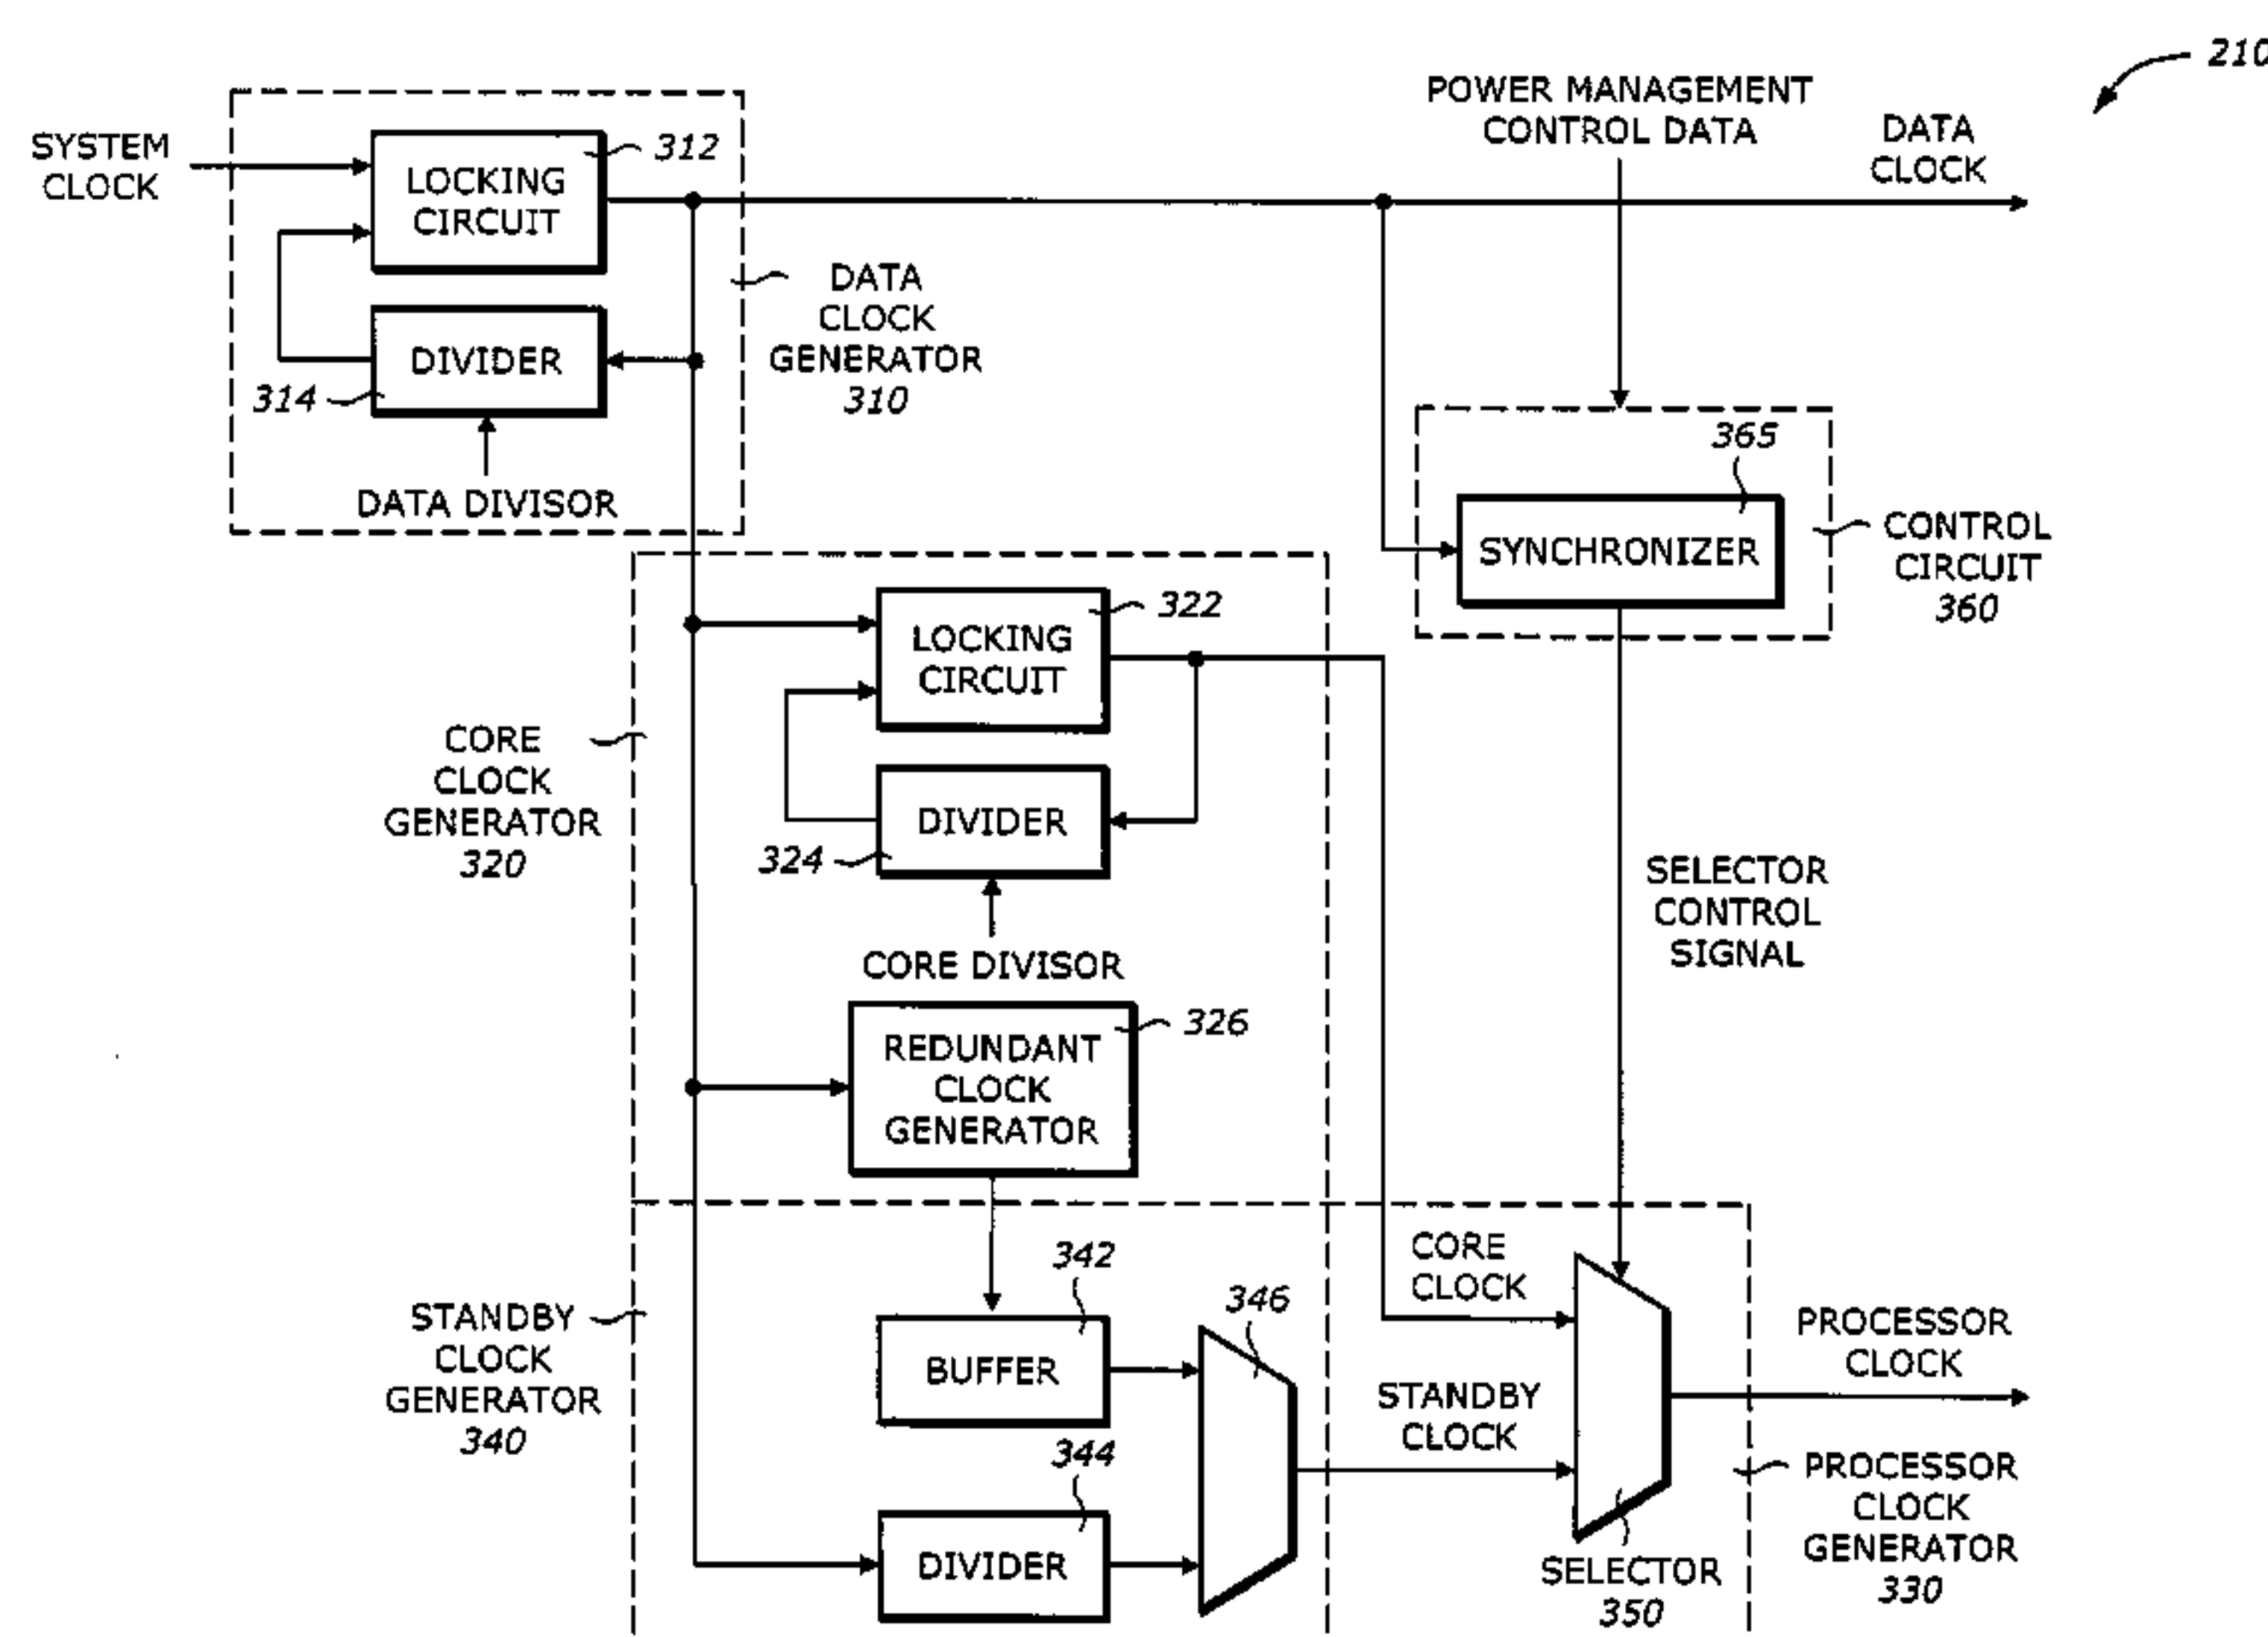 210
POWER MANAGEMENT
CONTROL DATA
DATA
CLOCK
SYSTEM
CLOCK
312
LOCKING
CIRCUIT
DATA
CLOCK
GENERATOR
310
DIVIDER
314
DATA DIVISOR
365
SYNCHRONIZER
CONTROL
CIRCUIT
360
322
LOCKING
CIRCUIT
CORE
CLOCK
GENERATOR
320
DIVIDER
324
CORE DIVISOR
SELECTOR
CONTROL
SIGNAL
326
REDUNDANT
CLOCK
GENERATOR
342
CORE
CLOCK
346
STANDBY
CLOCK
GENERATOR
340
BUFFER
STANDBY
CLOCK
PROCESSOR
CLOCK
344
DIVIDER
SELECTOR
350
PROCESSOR
CLOCK
GENERATOR
330